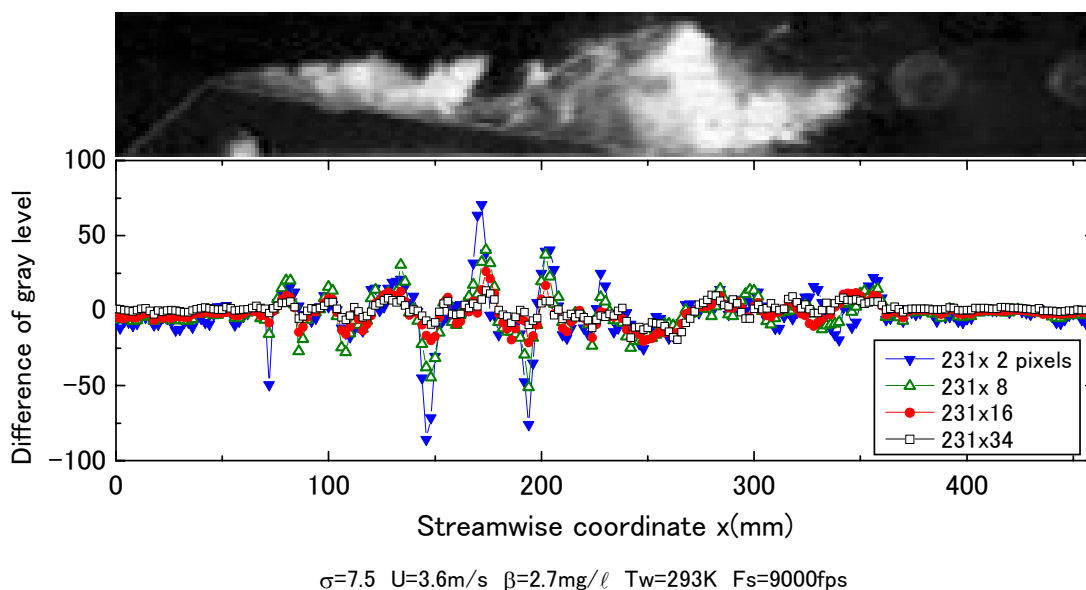 Difference of gray level
100
50
0
−50
−100
231x 2 pixels
231x 8
231x16
231x34
0 100 200 300 400
Streamwise coordinate x(mm)
σ=7.5 U=3.6m/s β=2.7mg/ℓ Tw=293K Fs=9000fps